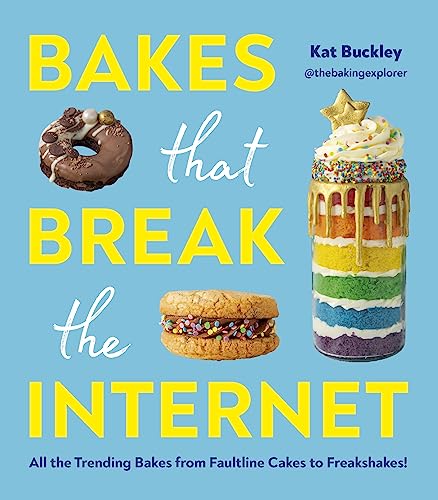 BAKES
Kat Buckley
@thebakingexplorer
that
BREAK
the
INTERNET
All the Trending Bakes from Faultline Cakes to Freakshakes!